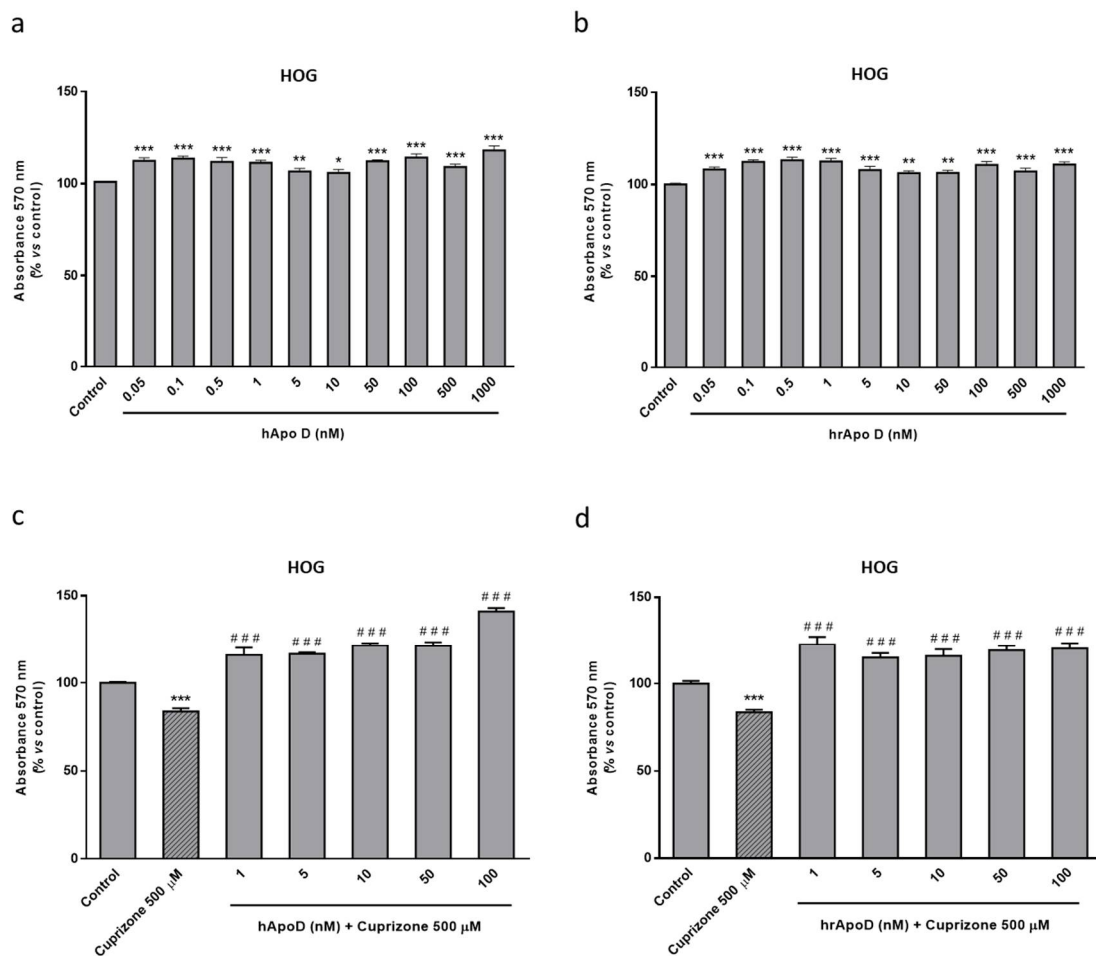 a
HOG
Absorbance 570 nm
(% vs control)
150
100
50
0
*** *** *** *** ** * *** *** *** ***
Control 0.05 0.1 0.5 1 5 10 50 100 500 1000
hApo D (nM)
b
HOG
Absorbance 570 nm
(% vs control)
150
100
50
0
*** *** *** *** *** ** ** *** *** ***
Control 0.05 0.1 0.5 1 5 10 50 100 500 1000
hrApo D (nM)
c
HOG
Absorbance 570 nm
(% vs control)
150
100
50
0
*** ### ### ### ### ###
Control Cuprizone 500 μM 1 5 10 50 100
hApoD (nM) + Cuprizone 500 μM
d
HOG
Absorbance 570 nm
(% vs control)
150
100
50
0
*** ### ### ### ### ###
Control Cuprizone 500 μM 1 5 10 50 100
hrApoD (nM) + Cuprizone 500 μM